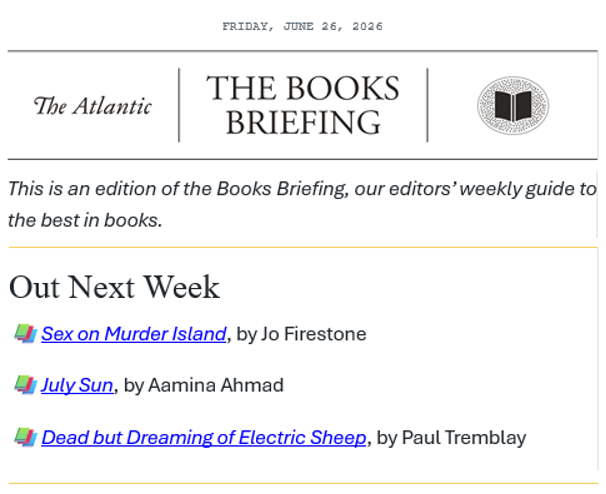 FRIDAY, JUNE 26, 2026
The Atlantic
THE BOOKS
BRIEFING
This is an edition of the Books Briefing, our editors' weekly guide to
the best in books.
Out Next Week
Sex on Murder Island, by Jo Firestone
July Sun, by Aamina Ahmad
Dead but Dreaming of Electric Sheep, by Paul Tremblay